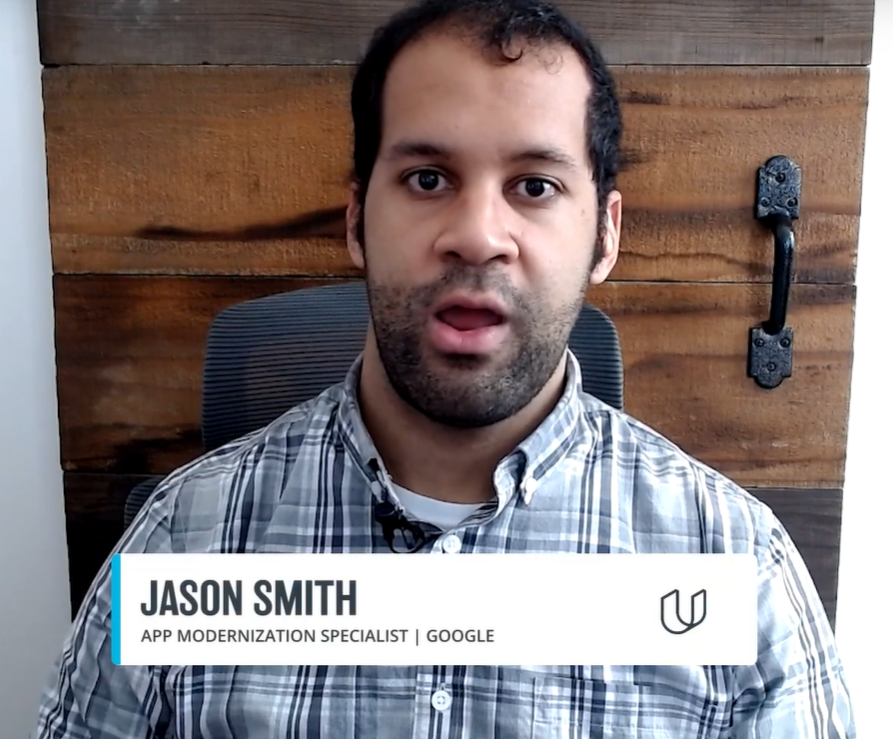 JASON SMITH
APP MODERNIZATION SPECIALIST | GOOGLE